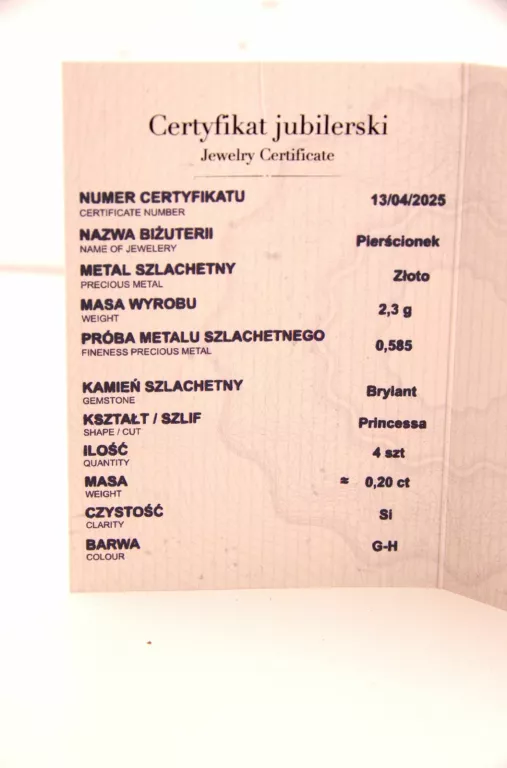 Certyfikat jubilerski
Jewelry Certificate
NUMER CERTYFIKATU 13/04/2025
CERTIFICATE NUMBER
NAZWA BIŻUTERII Pierścionek
NAME OF JEWELERY
METAL SZLACHETNY Złoto
PRECIOUS METAL
MASA WYROBU 2,3 g
WEIGHT
PRÓBA METALU SZLACHETNEGO 0,585
FINENESS PRECIOUS METAL
KAMIEŃ SZLACHETNY Brylant
GEMSTONE
KSZTAŁT / SZLIF Princessa
SHAPE / CUT
ILOŚĆ 4 szt
QUANTITY
MASA ≈ 0,20 ct
WEIGHT
CZYSTOŚĆ Si
CLARITY
BARWA G-H
COLOUR